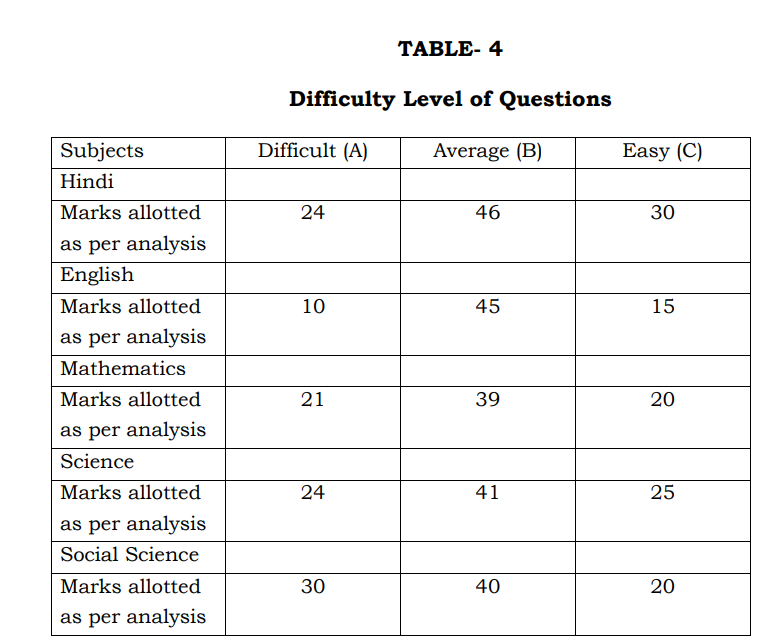 TABLE- 4
Difficulty Level of Questions
Subjects Difficult (A) Average (B) Easy (C)
Hindi
Marks allotted 24 46 30
as per analysis
English
Marks allotted 10 45 15
as per analysis
Mathematics
Marks allotted 21 39 20
as per analysis
Science
Marks allotted 24 41 25
as per analysis
Social Science
Marks allotted 30 40 20
as per analysis